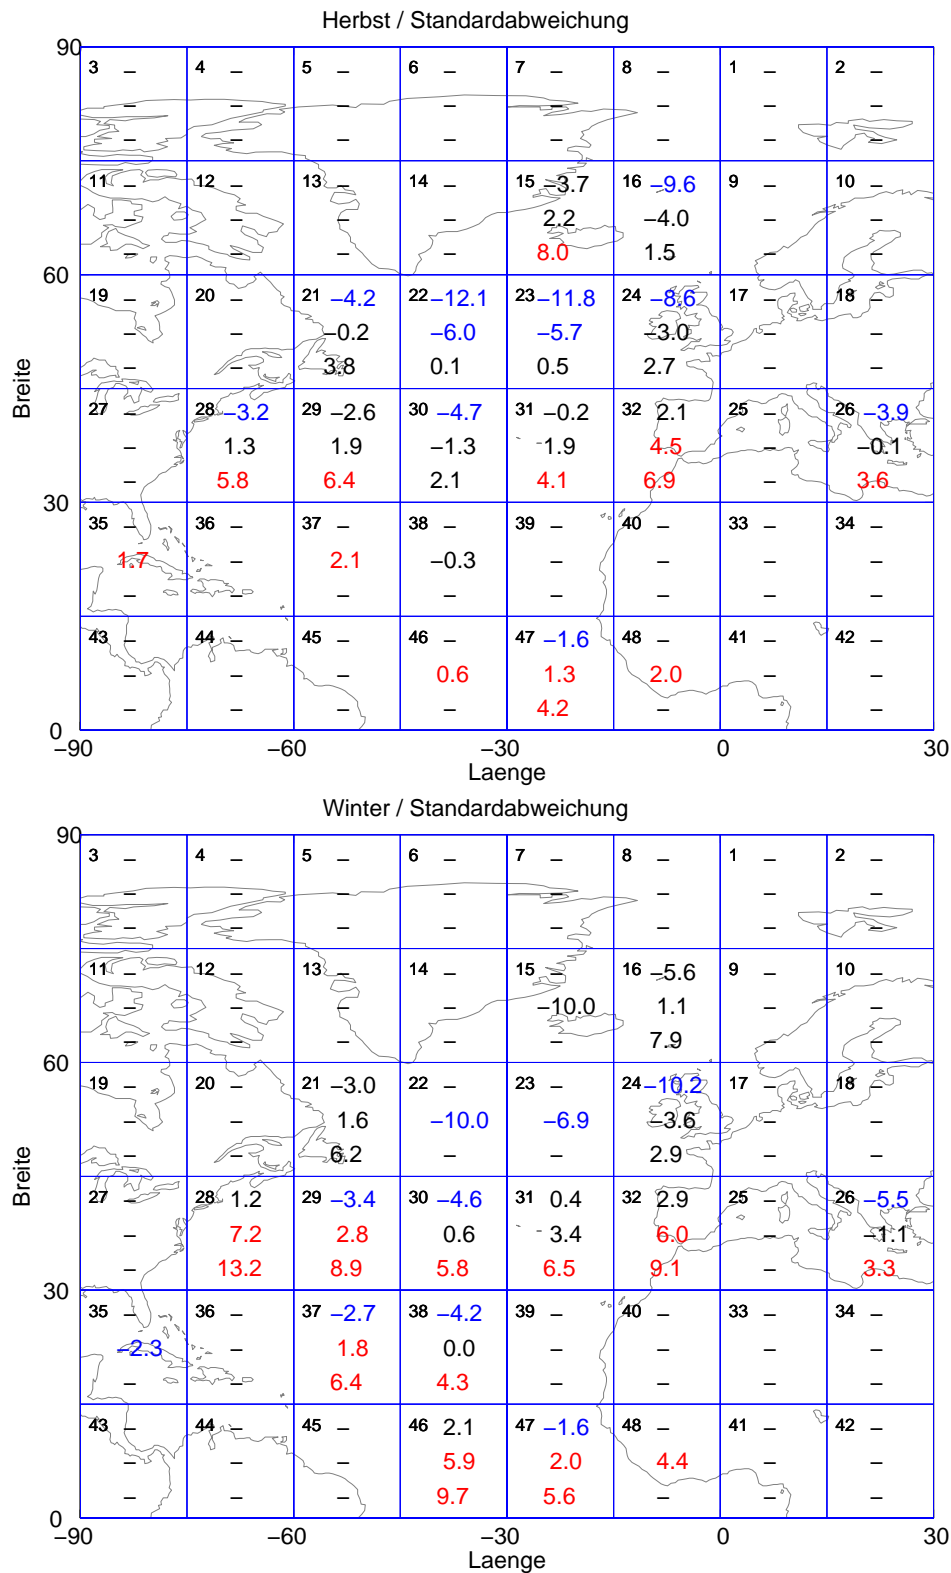 Herbst / Standardabweichung
90
3 – 4 – 5 – 6 – 7 – 8 – 1 – 2 –
– – – – – – – –
– – – – – – – –
11 – 12 – 13 – 14 – 15 –3.7 16 –9.6 9 – 10 –
– – – – 2.2 –4.0 – –
– – – – 8.0 1.5 – –
60
19 – 20 – 21 –4.2 22 –12.1 23 –11.8 24 –8.6 17 – 18 –
– – –0.2 –6.0 –5.7 –3.0 – –
– – 3.8 0.1 0.5 2.7 – –
27 – 28 –3.2 29 –2.6 30 –4.7 31 –0.2 32 2.1 25 – 26 –3.9
– 1.3 1.9 –1.3 1.9 4.5 – –0.1
– 5.8 6.4 2.1 4.1 6.9 – 3.6
30
35 – 36 – 37 – 38 – 39 – 40 – 33 – 34 –
1.7 – 2.1 –0.3 – – – –
– – – – – – – –
43 – 44 – 45 – 46 – 47 –1.6 48 – 41 – 42 –
– – – 0.6 1.3 2.0 – –
– – – – 4.2 – – –
0
Breite
–90 –60 –30 0 30
Laenge
Winter / Standardabweichung
90
3 – 4 – 5 – 6 – 7 – 8 – 1 – 2 –
– – – – – – – –
– – – – – – – –
11 – 12 – 13 – 14 – 15 – 16 –5.6 9 – 10 –
– – – – –10.0 1.1 – –
– – – – – 7.9 – –
60
19 – 20 – 21 –3.0 22 – 23 – 24 –10.2 17 – 18 –
– – 1.6 –10.0 –6.9 –3.6 – –
– – 6.2 – – 2.9 – –
27 – 28 1.2 29 –3.4 30 –4.6 31 0.4 32 2.9 25 – 26 –5.5
– 7.2 2.8 0.6 3.4 6.0 – –1.1
– 13.2 8.9 5.8 6.5 9.1 – 3.3
30
35 – 36 – 37 –2.7 38 –4.2 39 – 40 – 33 – 34 –
–2.3 – 1.8 0.0 – – – –
– – 6.4 4.3 – – – –
43 – 44 – 45 – 46 2.1 47 –1.6 48 – 41 – 42 –
– – – 5.9 2.0 4.4 – –
– – – 9.7 5.6 – – –
0
Breite
–90 –60 –30 0 30
Laenge